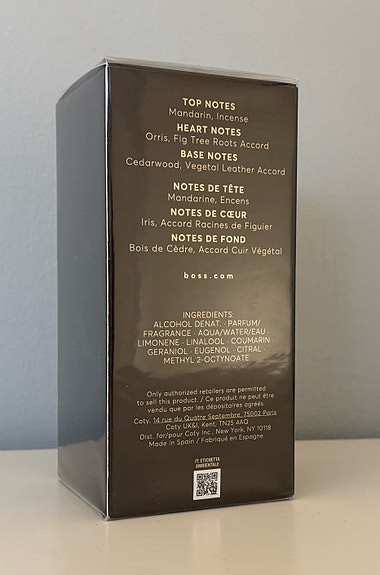 TOP NOTES
Mandarin, Incense
HEART NOTES
Orris, Fig Tree Roots Accord
BASE NOTES
Cedarwood, Vegetal Leather Accord
NOTES DE TÊTE
Mandarine, Encens
NOTES DE CŒUR
Iris, Accord Racines de Figuier
NOTES DE FOND
Bois de Cèdre, Accord Cuir Végétal
boss.com
INGREDIENTS:
ALCOHOL DENAT. · PARFUM/
FRAGRANCE · AQUA/WATER/EAU ·
LIMONENE · LINALOOL · COUMARIN ·
GERANIOL · EUGENOL · CITRAL ·
METHYL 2-OCTYNOATE
Only authorized retailers are permitted
to sell this product. / Ce produit ne peut être
vendu que par les dépositaires agréés.
Coty, 14 rue du Quatre Septembre, 75002 Paris
Coty UK&I, Kent, TN25 4AQ
Dist. for/pour Coty Inc., New York, NY 10118
Made in Spain / Fabriqué en Espagne
IT ETICHETTA
AMBIENTALE